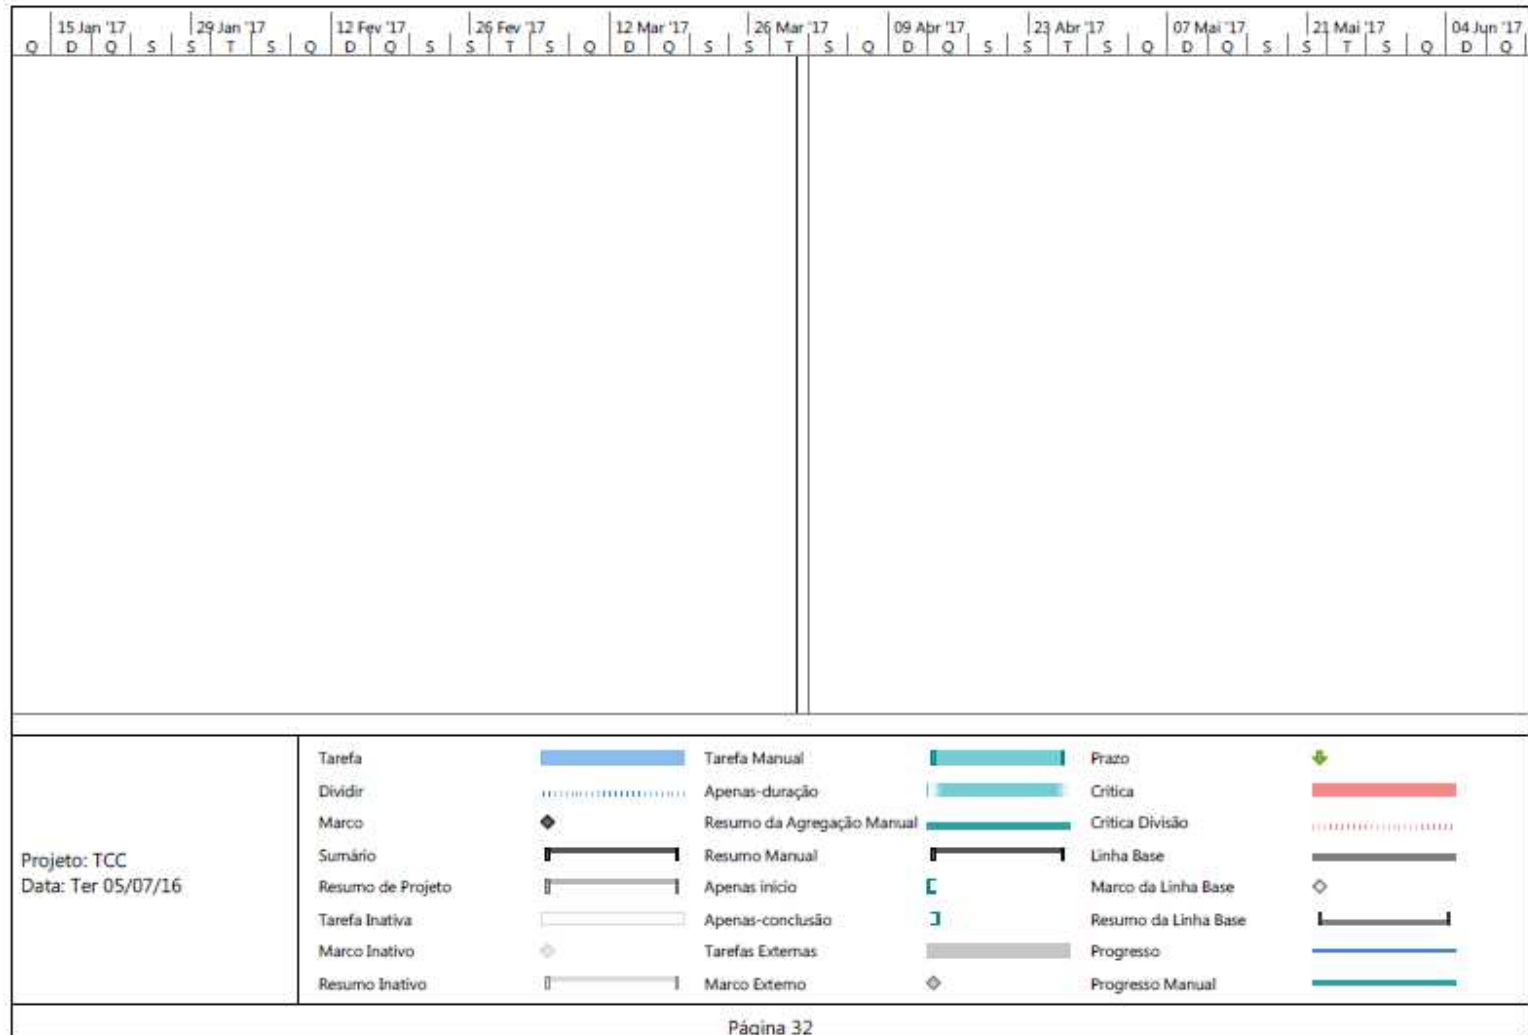 15 Jan '17 29 Jan '17 12 Fev '17 26 Fev '17 12 Mar '17 26 Mar '17 09 Abr '17 23 Abr '17 07 Mai '17 21 Mai '17 04 Jun '17
Q D Q S S T S Q D Q S S T S Q D Q S S T S Q D Q S S T S Q D Q S S T S Q D Q
Tarefa Tarefa Manual Prazo
Dividir Apenas-duração Crítica
Marco Resumo da Agregação Manual Crítica Divisão
Sumário Resumo Manual Linha Base
Projeto: TCC
Data: Ter 05/07/16
Resumo de Projeto Apenas início Marco da Linha Base
Tarefa Inativa Apenas-conclusão Resumo da Linha Base
Marco Inativo Tarefas Externas Progresso
Resumo Inativo Marco Externo Progresso Manual
Página 32